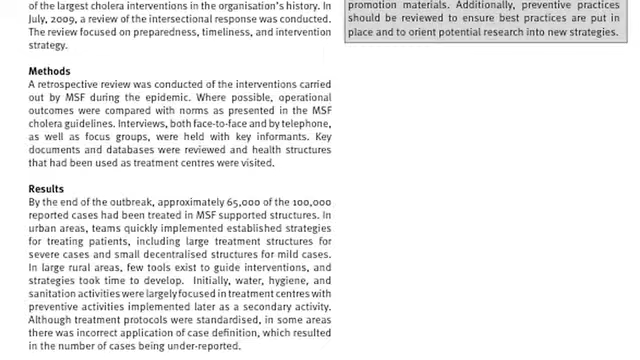 of the largest cholera interventions in the organisation's history. In
July, 2009, a review of the intersectional response was conducted.
The review focused on preparedness, timeliness, and intervention
strategy.
Methods
A retrospective review was conducted of the interventions carried
out by MSF during the epidemic. Where possible, operational
outcomes were compared with norms as presented in the MSF
cholera guidelines. Interviews, both face-to-face and by telephone,
as well as focus groups, were held with key informants. Key
documents and databases were reviewed and health structures
that had been used as treatment centres were visited.
Results
By the end of the outbreak, approximately 65,000 of the 100,000
reported cases had been treated in MSF supported structures. In
urban areas, teams quickly implemented established strategies
for treating patients, including large treatment structures for
severe cases and small decentralised structures for mild cases.
In large rural areas, few tools exist to guide interventions, and
strategies took time to develop. Initially, water, hygiene, and
sanitation activities were largely focused in treatment centres with
preventive activities implemented later as a secondary activity.
Although treatment protocols were standardised, in some areas
there was incorrect application of case definition, which resulted
in the number of cases being under-reported.
promotion materials. Additionally, preventive practices
should be reviewed to ensure best practices are put in
place and to orient potential research into new strategies.